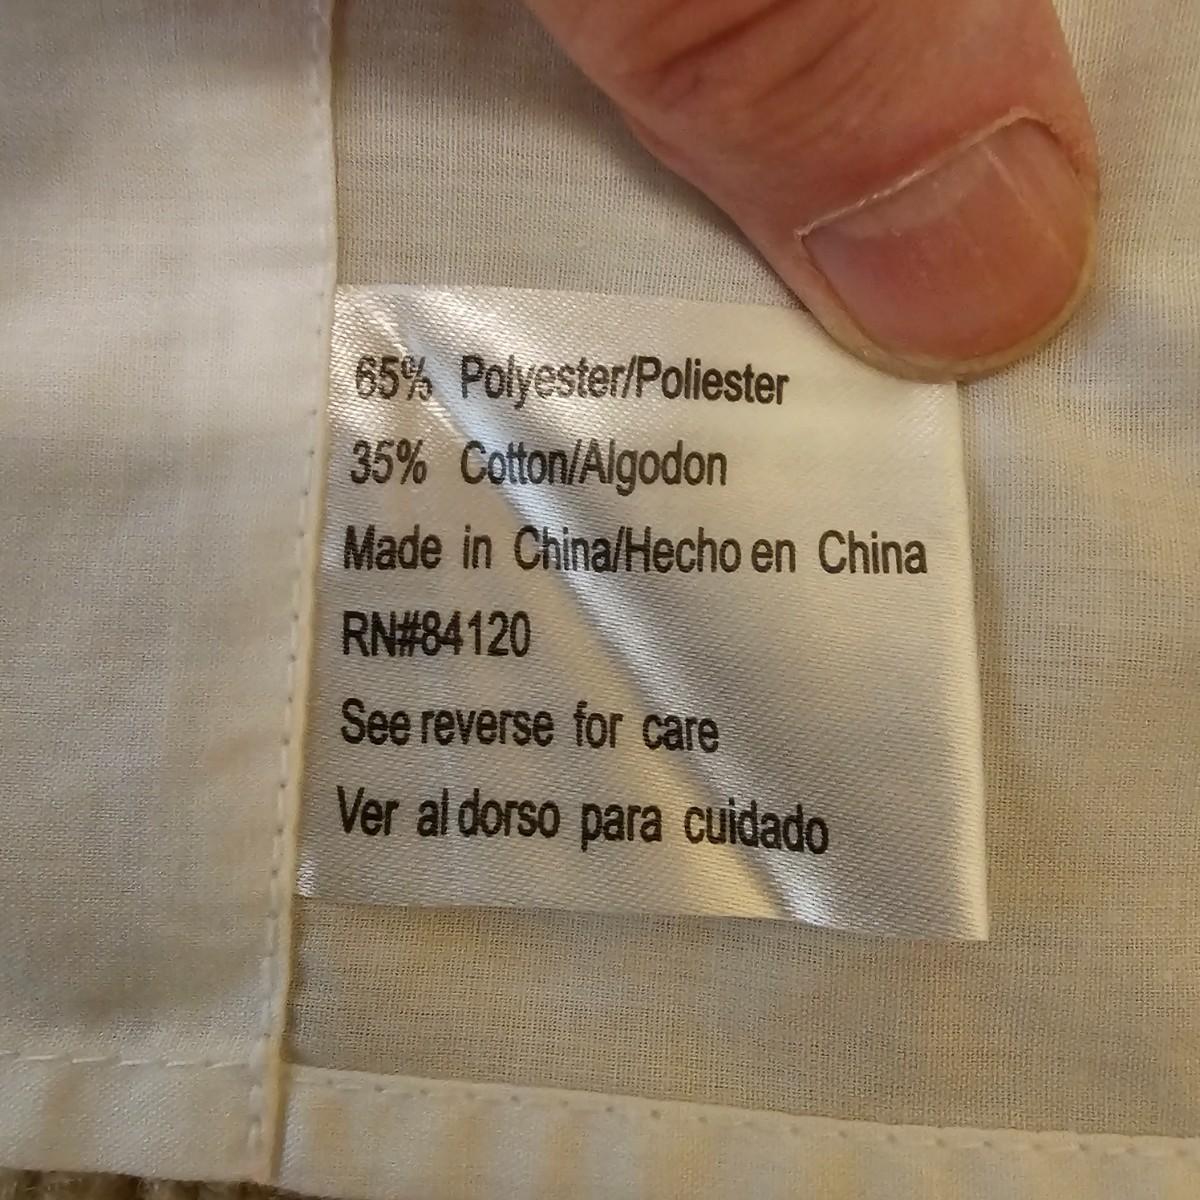 65% Polyester/Poliester
35% Cotton/Algodon
Made in China/Hecho en China
RN#84120
See reverse for care
Ver al dorso para cuidado